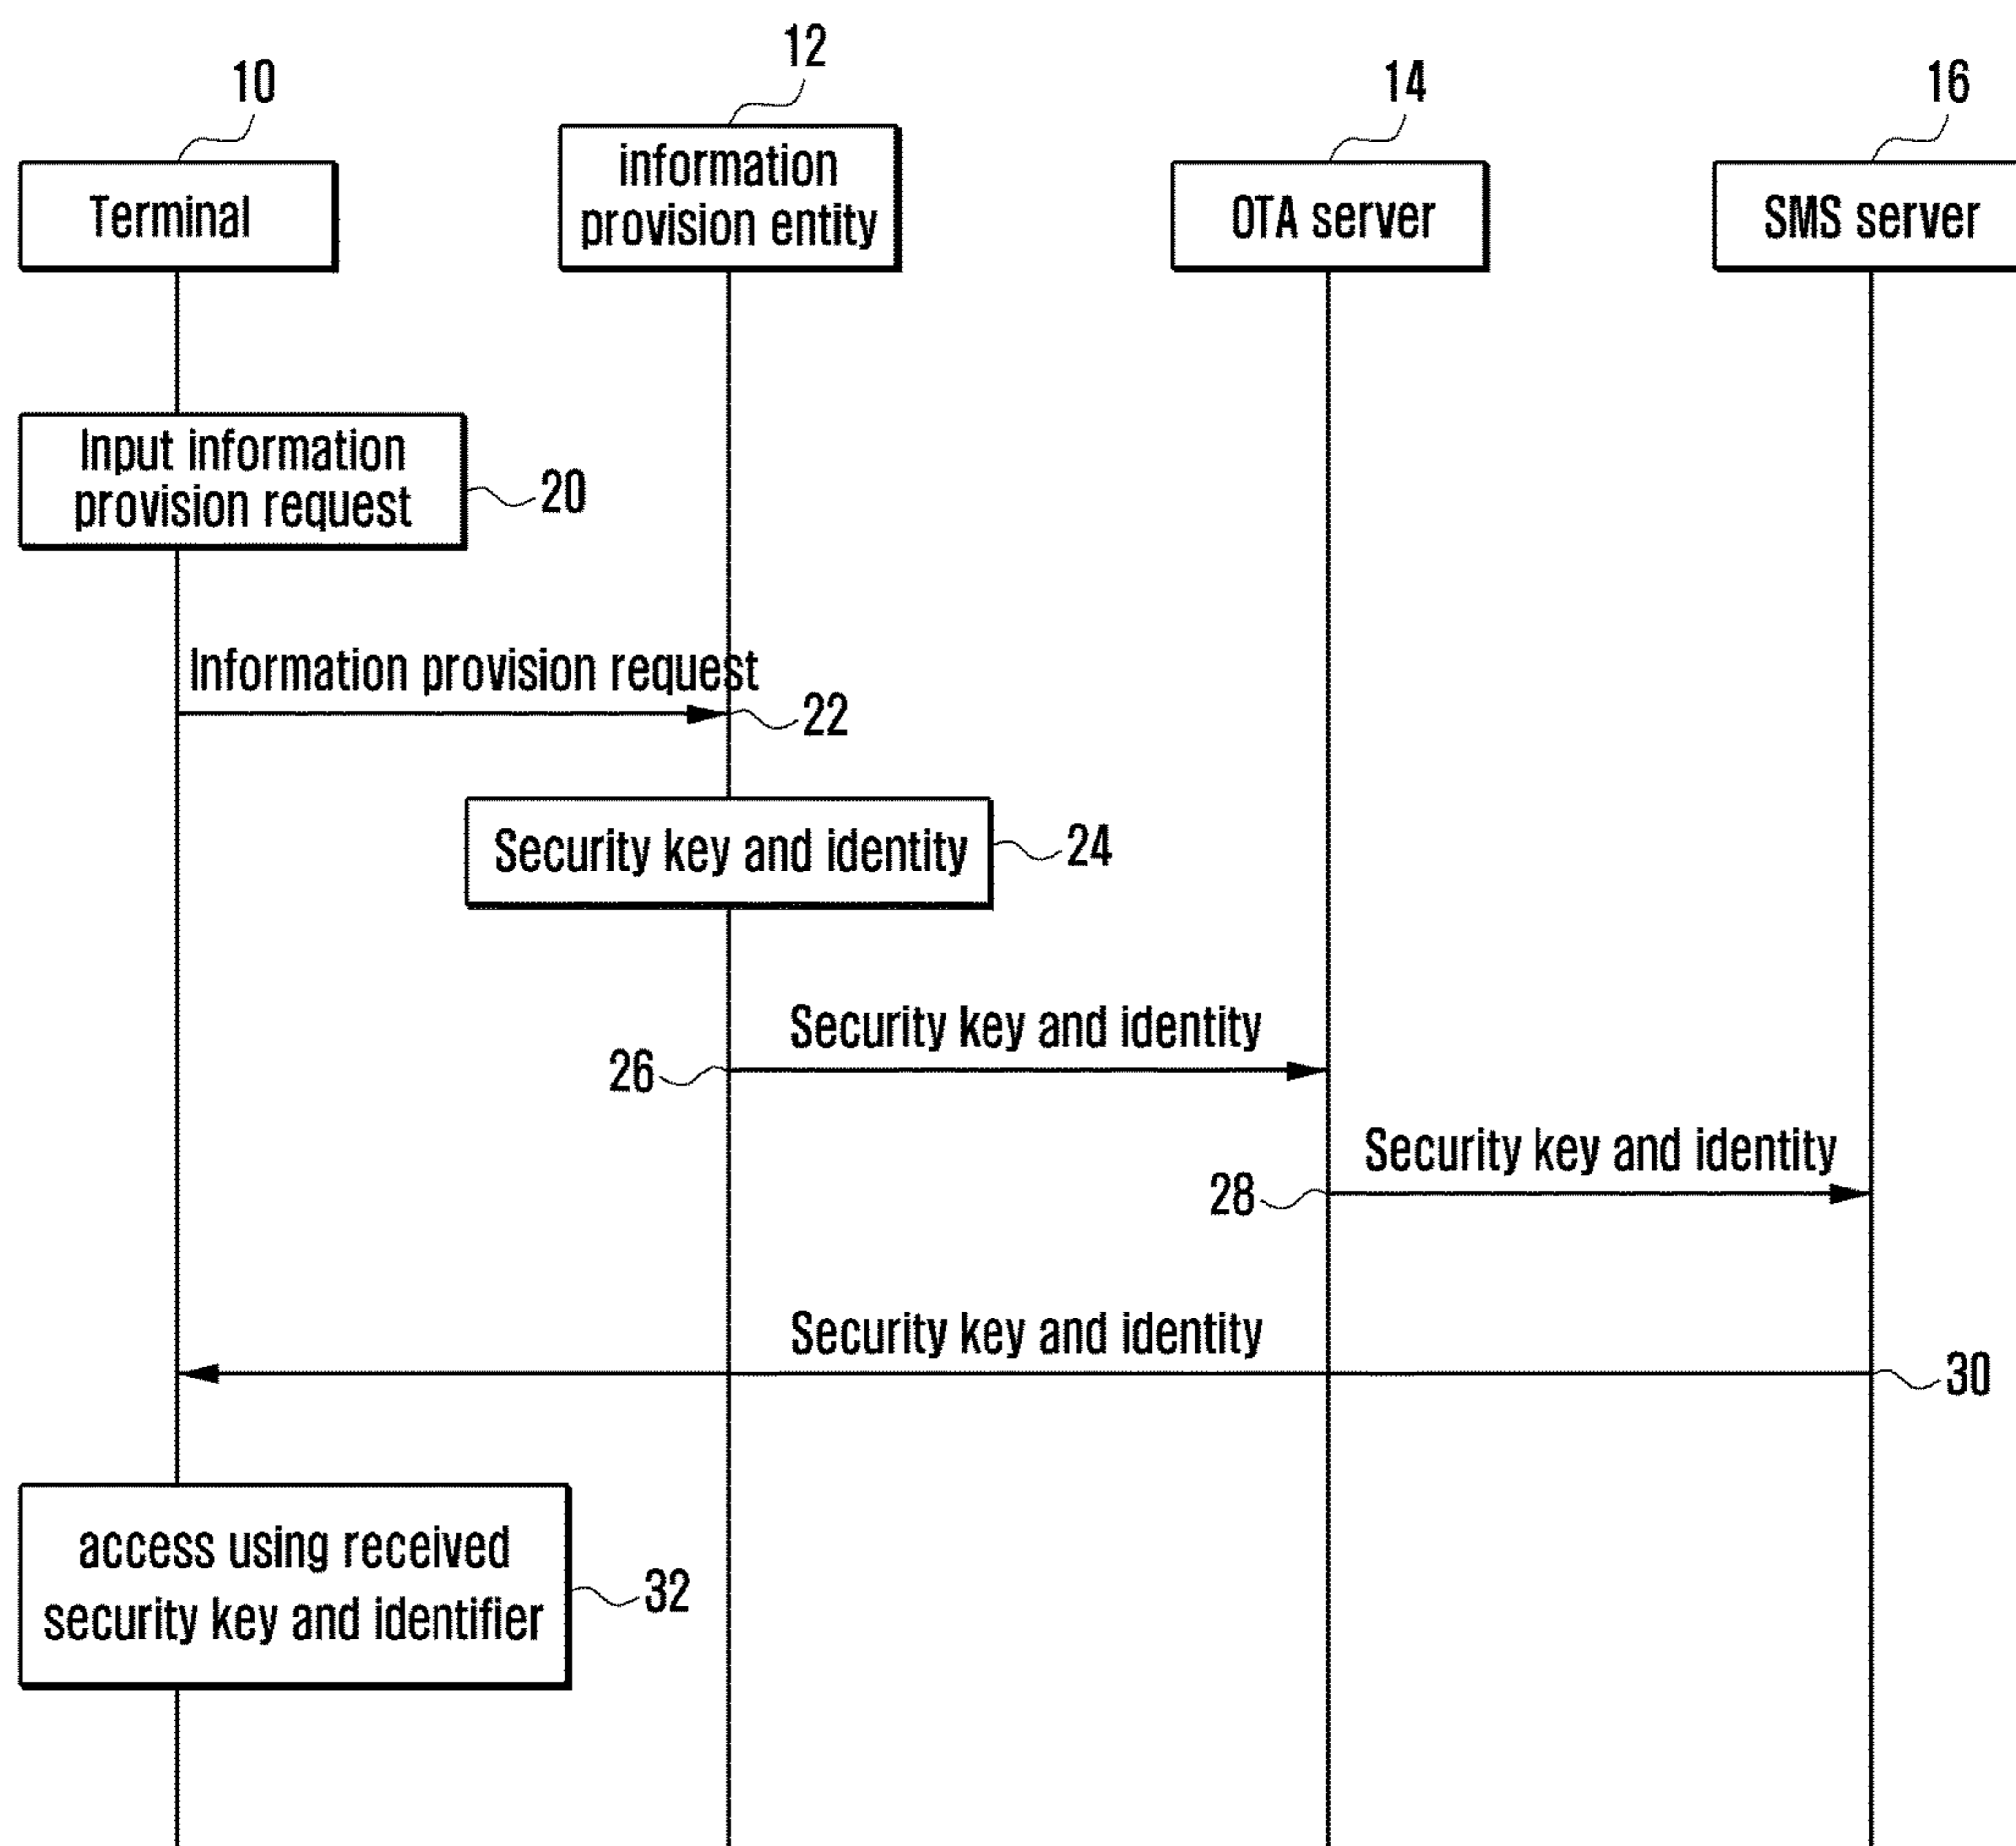 10
12
14
16
Terminal
information
provision entity
OTA server
SMS server
Input information
provision request
20
Information provision request
22
Security key and identity
24
Security key and identity
26
Security key and identity
28
Security key and identity
30
access using received
security key and identifier
32